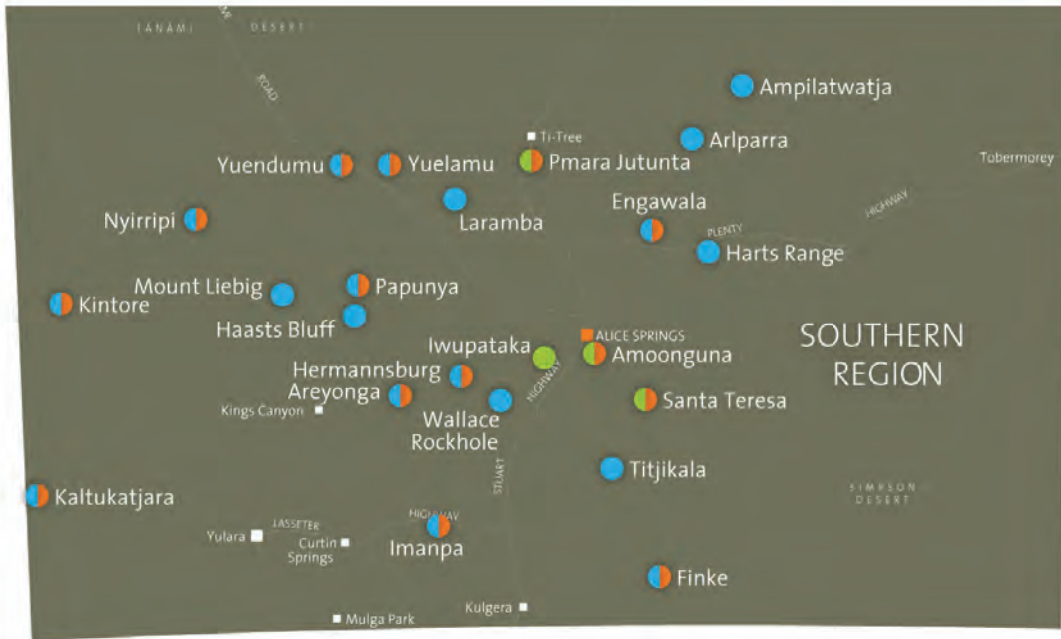 TANAMI DESERT
MI
ROAD
Ampilatwatja
Ti-Tree
Arlparra
Yuendumu
Yuelamu
Pmara Jutunta
Tobermorey
Nyirripi
Laramba
Engawala
HIGHWAY
PLENTY
Harts Range
Mount Liebig
Papunya
Kintore
Haasts Bluff
ALICE SPRINGS
Iwupataka
Amoonguna
SOUTHERN
REGION
Hermannsburg
Areyonga
HIGHWAY
Kings Canyon
Wallace
Rockhole
Santa Teresa
STUART
Titjikala
Kaltukatjara
SIMPSON
DESERT
LASSETER
HIGHWAY
Yulara
Curtin
Springs
Imanpa
Finke
Kulgera
Mulga Park